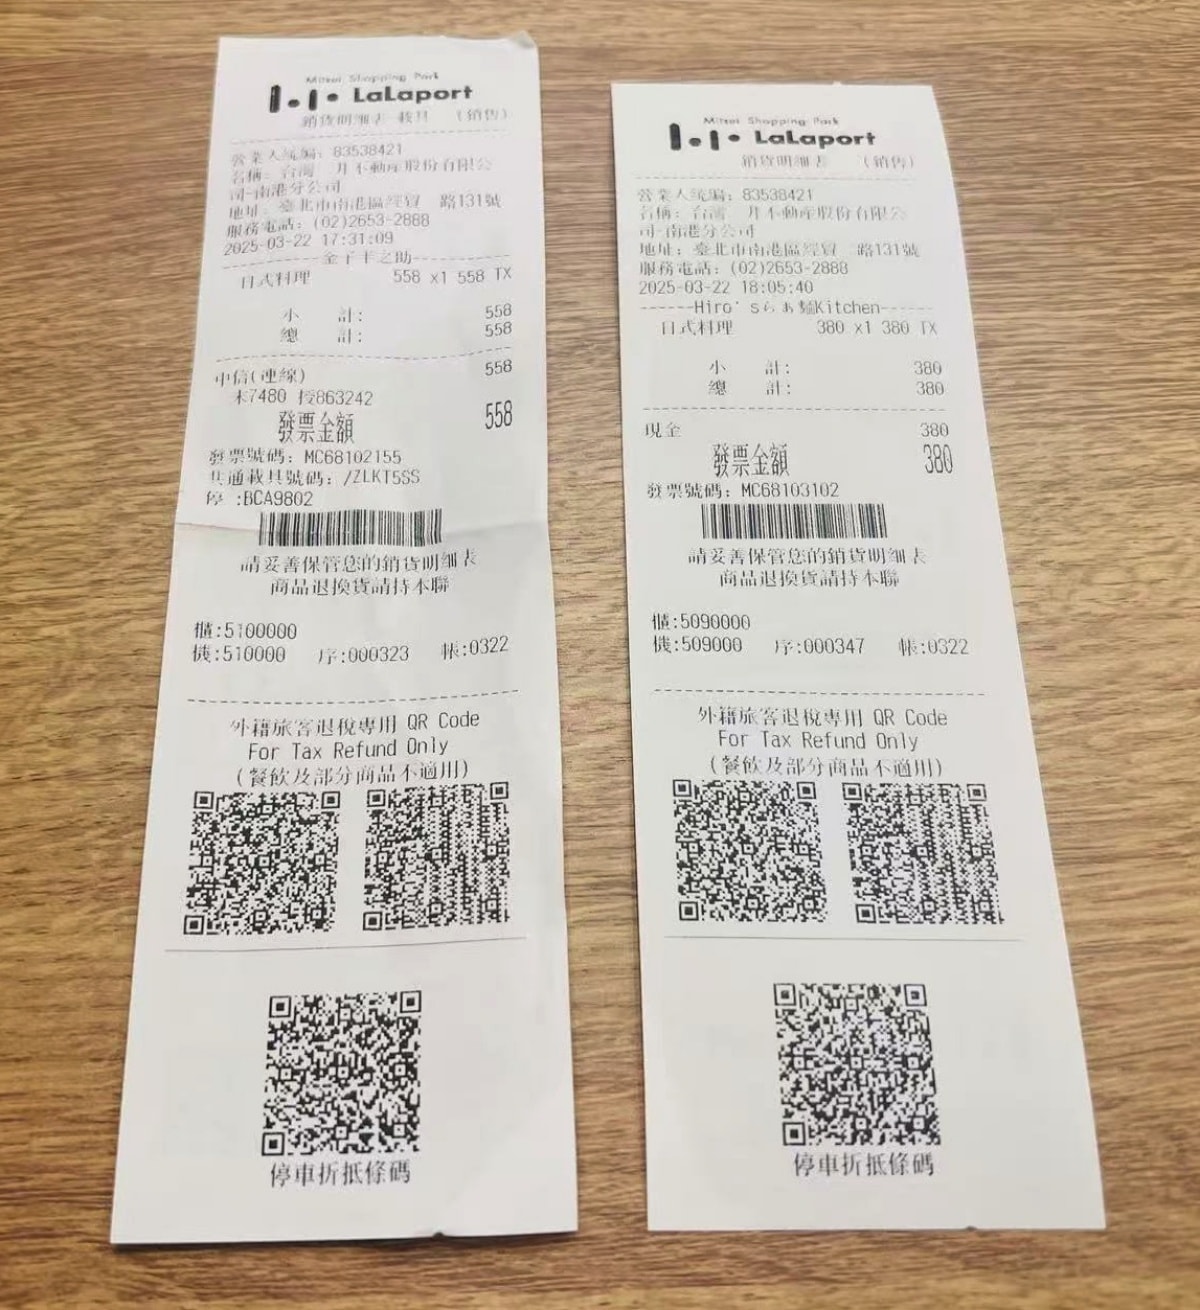 Mitsui Shopping Park
LaLaport
銷貨明細表 載具 (銷售)
營業人統編: 83538421
名稱: 台灣 井不動產股份有限公
司-南港分公司
地址: 臺北市南港區經貿 路131號
服務電話: (02)2653-2888
2025-03-22 17:31:09
金子半之助
日式料理 558 x1 558 TX
小 計: 558
總 計: 558
中信(連線) 558
末7480 授863242
發票金額 558
發票號碼: MC68102155
共通載具號碼: /ZLKT5SS
停 :BCA9802
請妥善保管您的銷貨明細表
商品退換貨請持本聯
櫃:5100000
機:510000 序:000323 帳:0322
外籍旅客退稅專用 QR Code
For Tax Refund Only
(餐飲及部分商品不適用)
停車折抵條碼
Mitsui Shopping Park
LaLaport
銷貨明細表 (銷售)
營業人統編: 83538421
名稱: 台灣 井不動產股份有限公
司-南港分公司
地址: 臺北市南港區經貿 路131號
服務電話: (02)2653-2888
2025-03-22 18:05:40
------Hiro'sらぁ麺Kitchen------
日式料理 380 x1 380 TX
小 計: 380
總 計: 380
現金 380
發票金額 380
發票號碼: MC68103102
請妥善保管您的銷貨明細表
商品退換貨請持本聯
櫃:5090000
機:509000 序:000347 帳:0322
外籍旅客退稅專用 QR Code
For Tax Refund Only
(餐飲及部分商品不適用)
停車折抵條碼